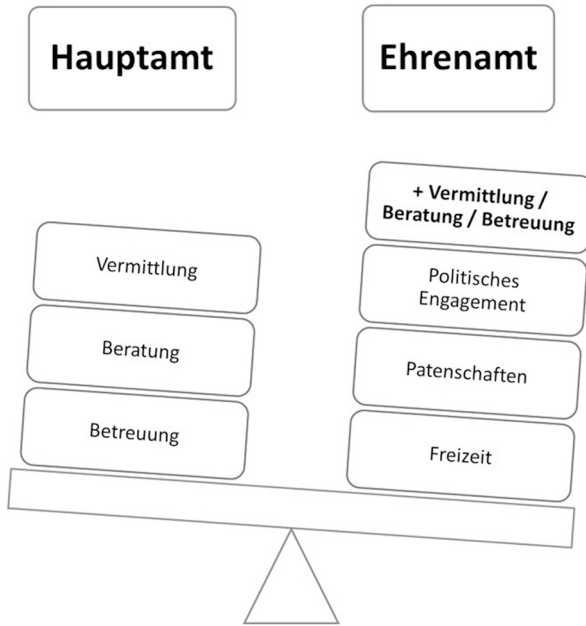 Hauptamt
Ehrenamt
Vermittlung
Beratung
Betreuung
+ Vermittlung /
Beratung / Betreuung
Politisches
Engagement
Patenschaften
Freizeit